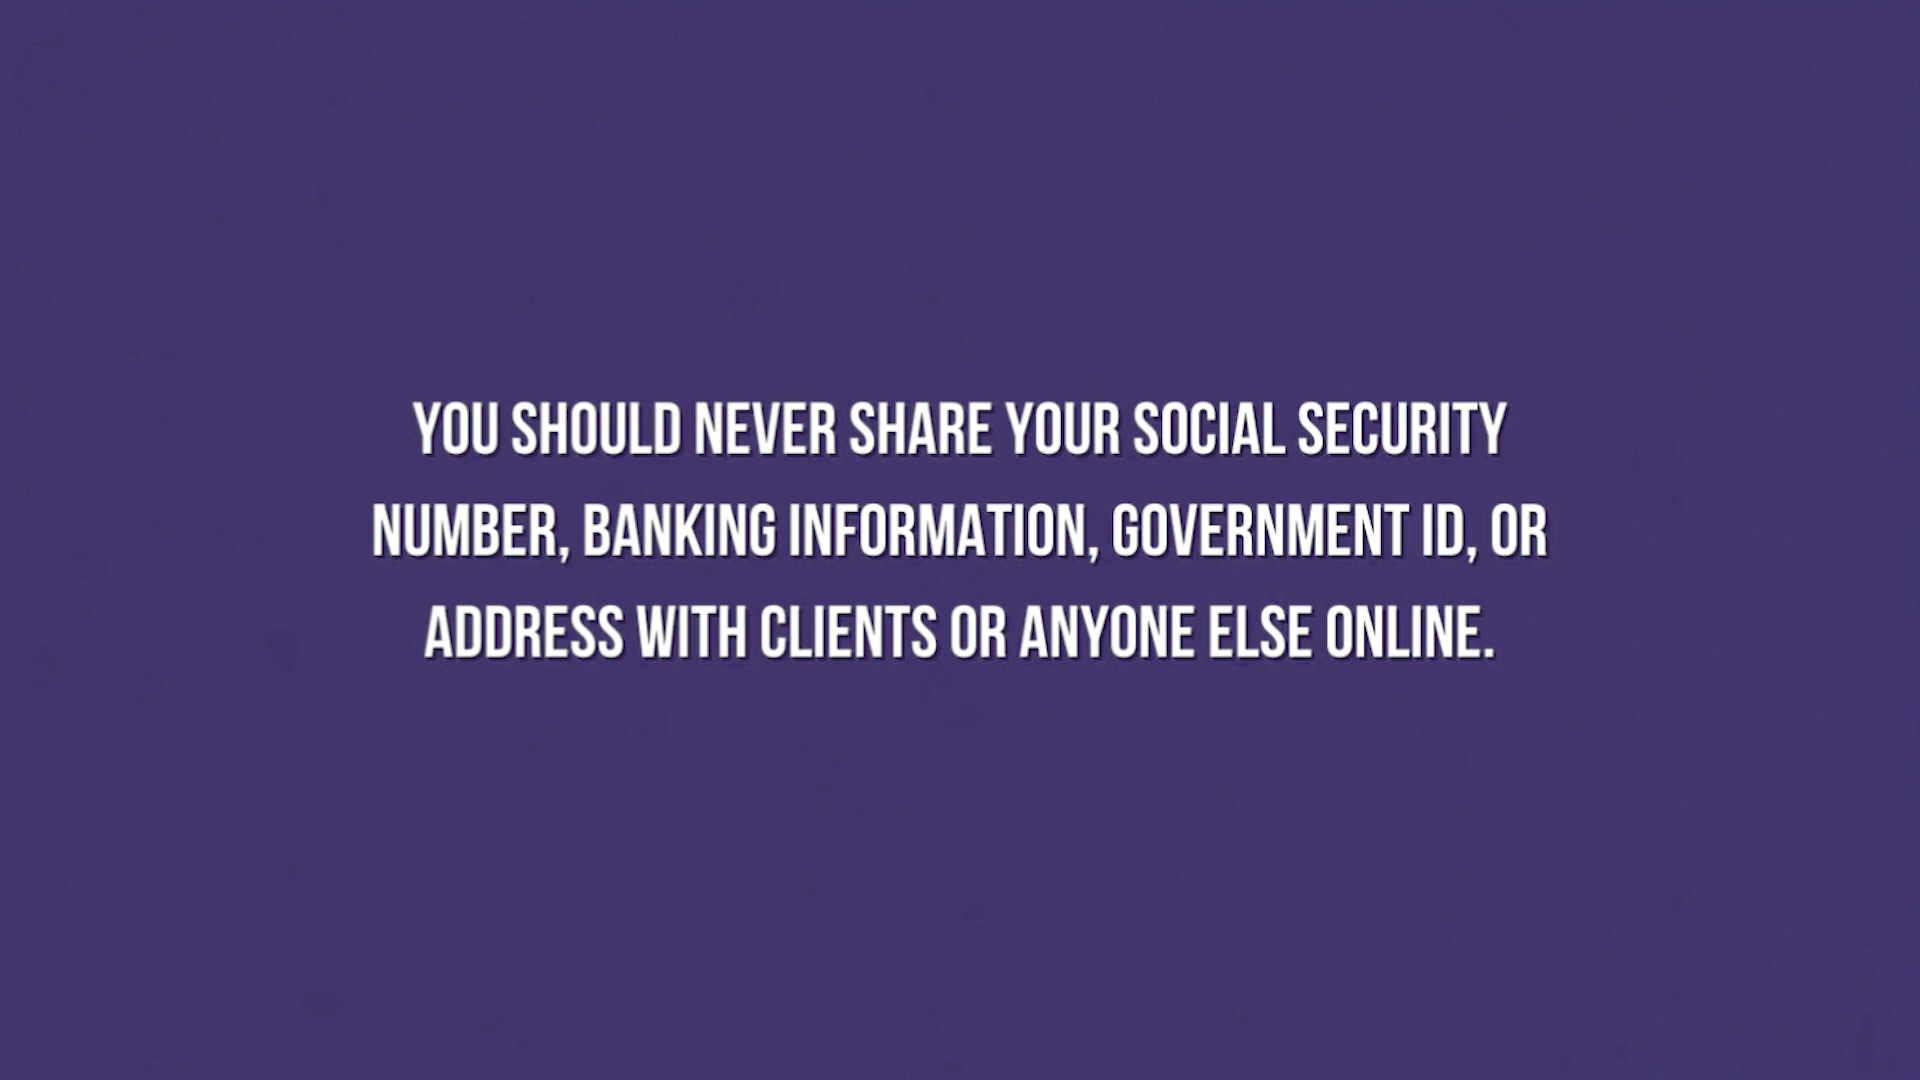 YOU SHOULD NEVER SHARE YOUR SOCIAL SECURITY
NUMBER, BANKING INFORMATION, GOVERNMENT ID, OR
ADDRESS WITH CLIENTS OR ANYONE ELSE ONLINE.